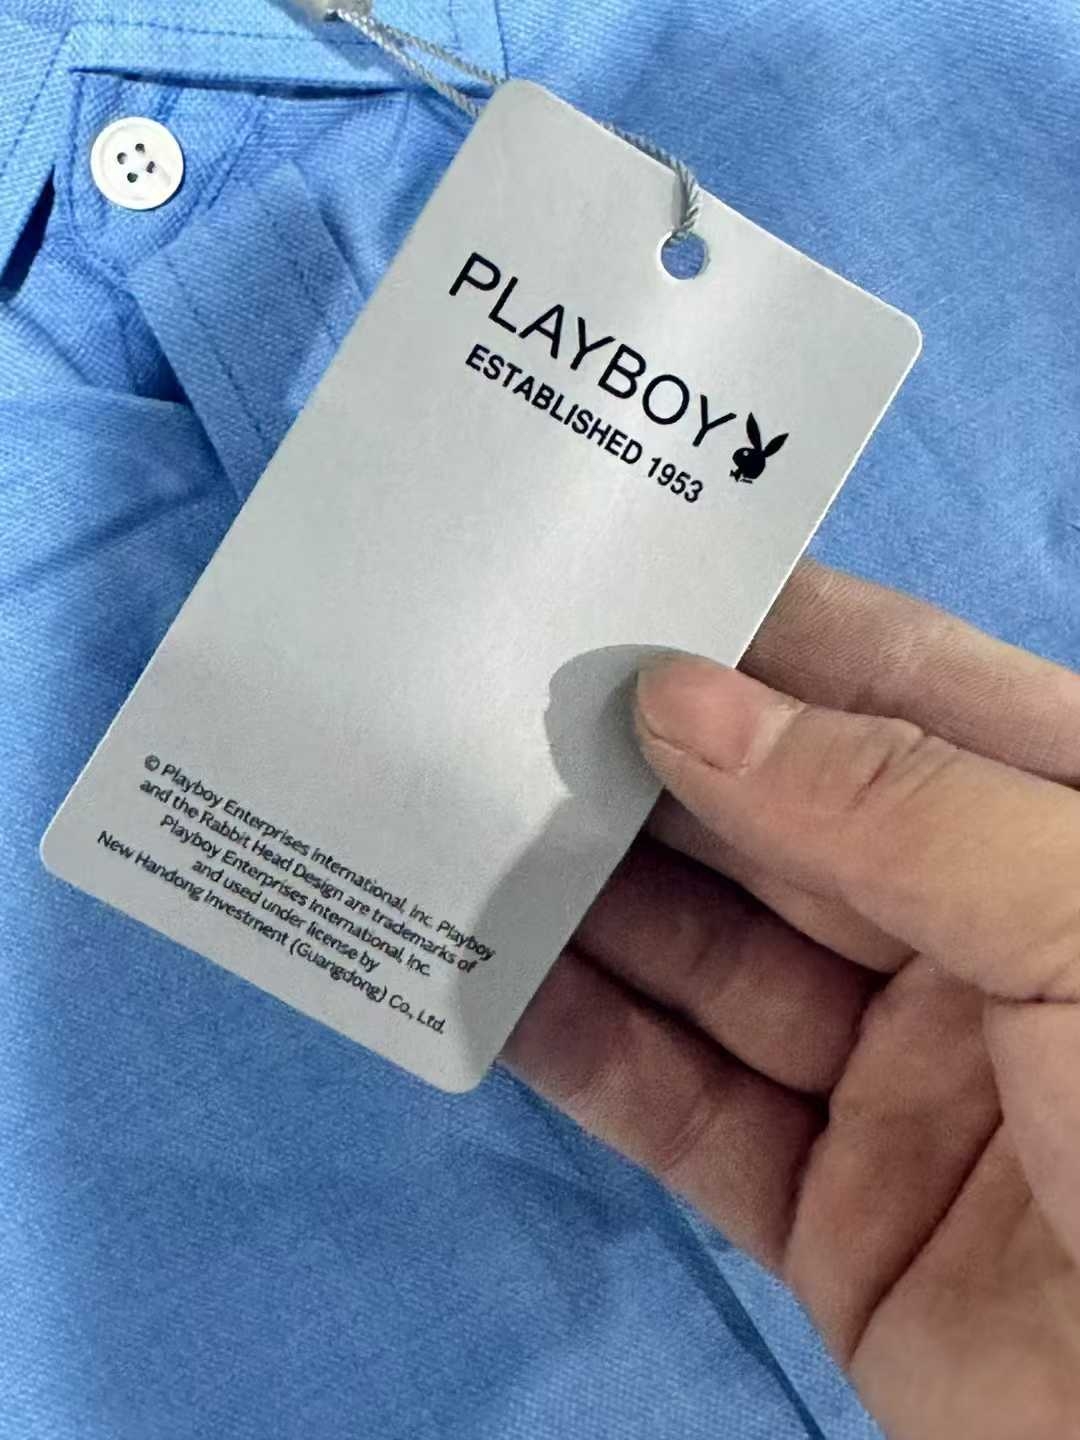 PLAYBOY
ESTABLISHED 1953
© Playboy Enterprises International, Inc. Playboy
and the Rabbit Head Design are trademarks of
Playboy Enterprises International, Inc.
and used under license by
New Handong Investment (Guangdong) Co., Ltd.